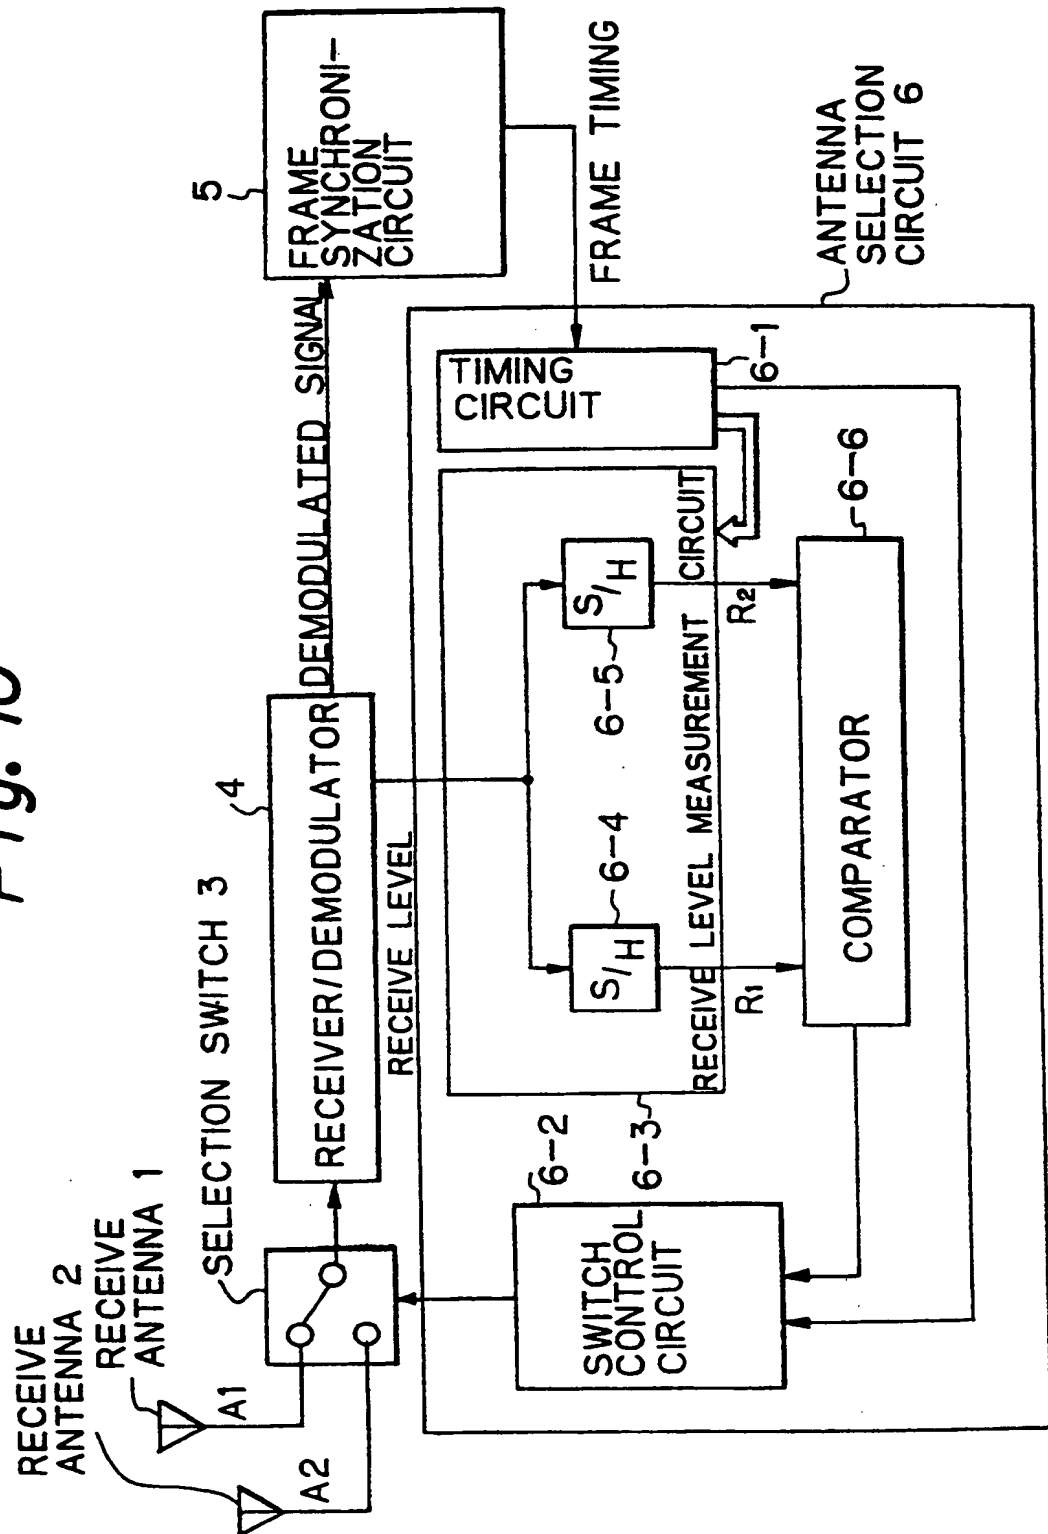 RECEIVE
ANTENNA 2
RECEIVE
ANTENNA 1
A1
A2
SELECTION SWITCH 3
4
RECEIVER/DEMODULATOR
DEMODULATED SIGNAL
5
FRAME
SYNCHRONI-
ZATION
CIRCUIT
FRAME TIMING
RECEIVE LEVEL
TIMING
CIRCUIT
6-1
S/H
6-4
S/H
6-5
RECEIVE LEVEL MEASUREMENT CIRCUIT
6-3
6-2
SWITCH
CONTROL
CIRCUIT
R1
R2
COMPARATOR
6-6
ANTENNA
SELECTION
CIRCUIT 6